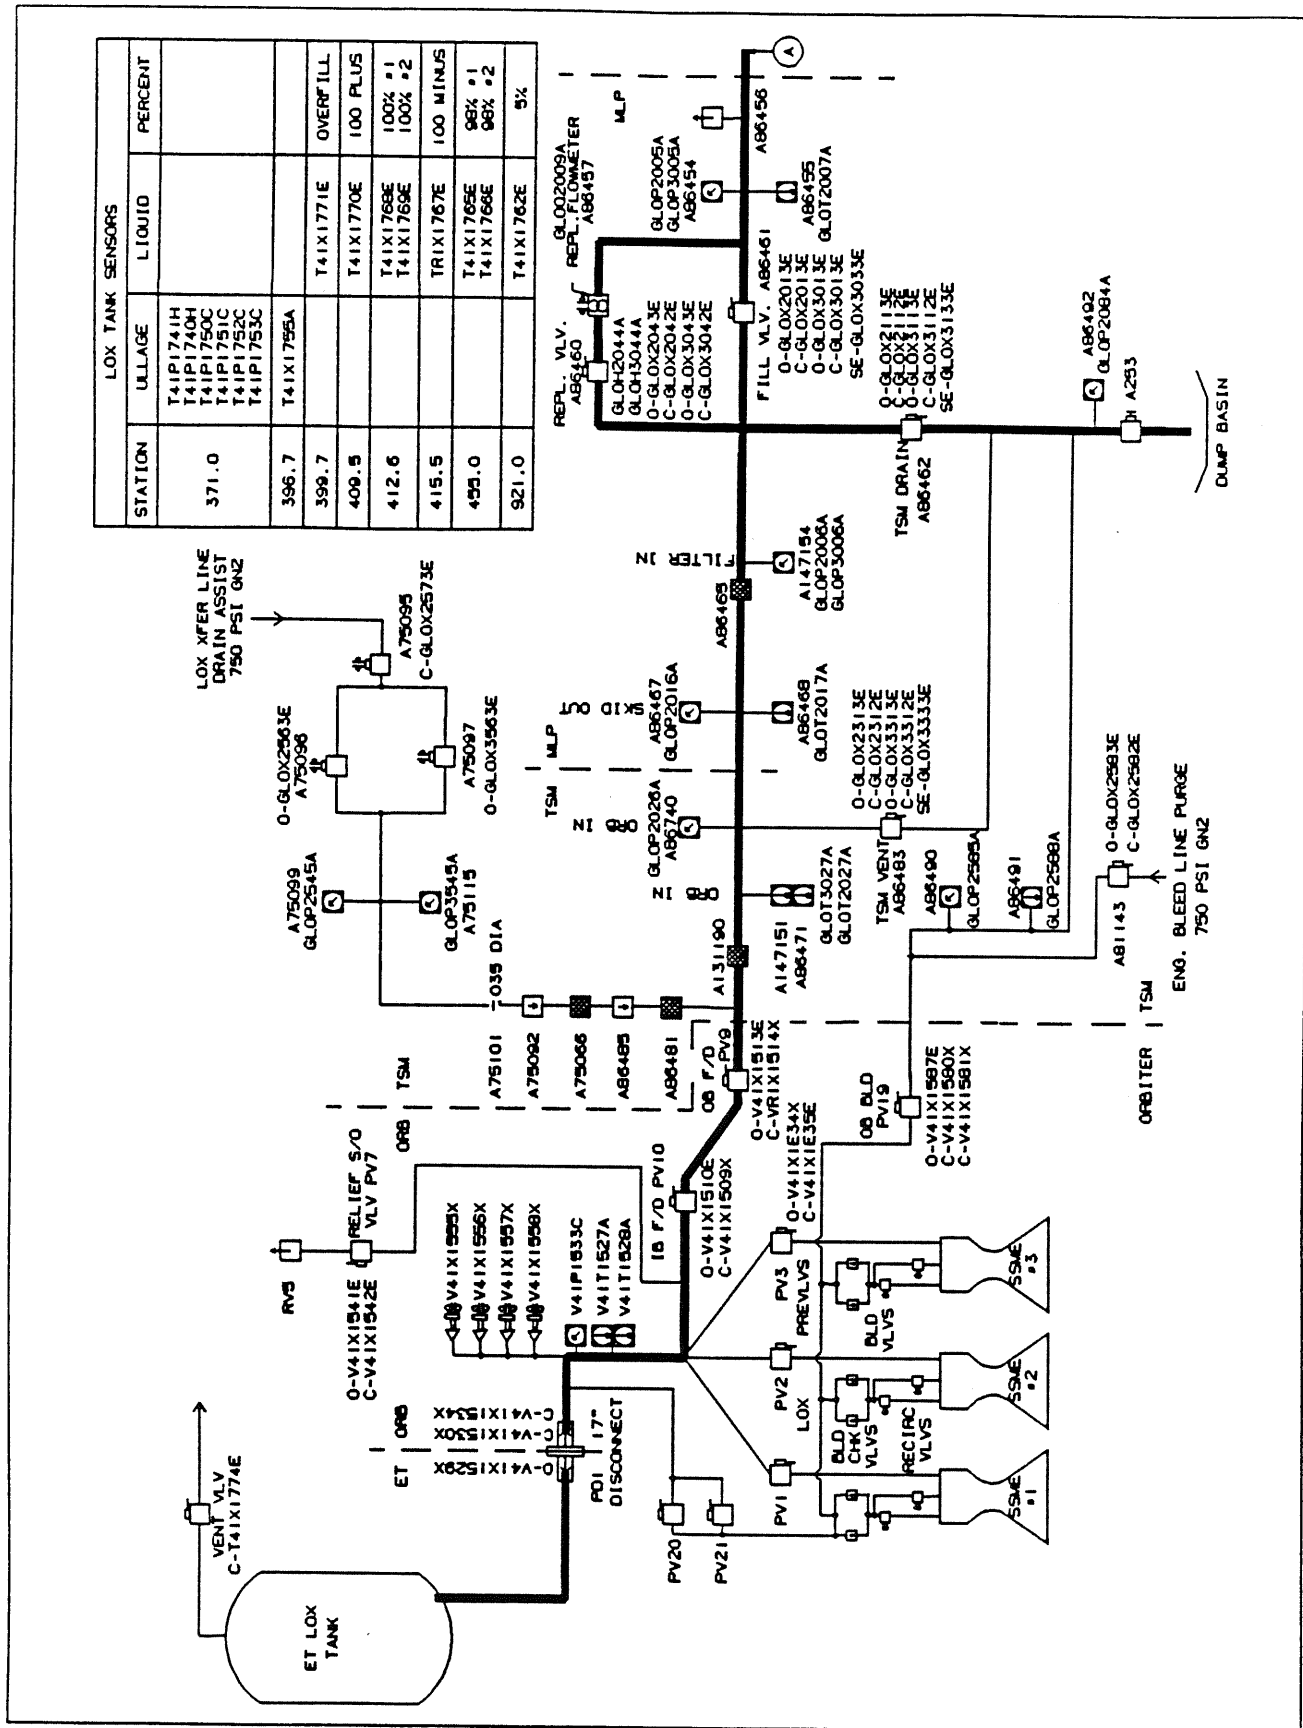 LOX TANK SENSORS
STATION ULLAGE LIQUID PERCENT
371.0
T41P1741H
T41P1740H
T41P1750C
T41P1751C
T41P1752C
T41P1753C
396.7 T41X1755A
399.7 T41X1771E OVERFILL
409.5 T41X1770E 100 PLUS
412.6
T41X1768E 100% #1
T41X1769E 100% #2
415.5 TR1X1767E 100 MINUS
455.0
T41X1765E 98% #1
T41X1766E 98% #2
921.0 T41X1762E 5%
ET LOX
TANK
VENT VLV
C-T41X1774E
RV5
O-V41X1541E
C-V41X1542E
RELIEF S/O
VLV PV7
ET
ORB
O-V41X1529X
C-V41X1530X
C-V41X1534X
PD1 17"
DISCONNECT
V41X1555X
V41X1556X
V41X1557X
V41X1558X
V41P1533C
V41T1527A
V41T1528A
IB F/D PV10
O-V41X1510E
C-V41X1509X
ORB
TSM
OB F/D
PV9
O-V41X1513E
C-VR1X1514X
PV20
PV21
PV1
PV2
PV3
LOX
PREVLVS
O-V41X1E34X
C-V41X1E35E
BLD
CHK
VLVS
RECIRC
VLVS
BLD
VLVS
SSME
#1
SSME
#2
SSME
#3
OB BLD
PV19
O-V41X1587E
C-V41X1580X
C-V41X1581X
ORBITER
TSM
LOX XFER LINE
DRAIN ASSIST
750 PSI GN2
A75095
C-GLOX2573E
O-GLOX2563E
A75096
A75097
O-GLOX3563E
A75099
GLOP2545A
GLOP3545A
A75115
.035 DIA
A75101
A75092
A75066
A86485
A86481
A131190
ORB IN
A147151
A86471
GLOT3027A
GLOT2027A
ORB IN
GLOP2026A
A86740
TSM
MLP
SKID OUT
A86467
GLOP2016A
A86468
GLOT2017A
A86465
FILTER IN
A147154
GLOP2006A
GLOP3006A
TSM VENT
A86483
O-GLOX2313E
C-GLOX2312E
O-GLOX3313E
C-GLOX3312E
SE-GLOX3333E
A86490
GLOP2585A
A86491
GLOP2588A
A81143
O-GLOX2583E
C-GLOX2582E
ENG. BLEED LINE PURGE
750 PSI GN2
REPL. VLV.
A86460
GLOH2044A
GLOH3044A
O-GLOX2043E
C-GLOX2042E
O-GLOX3043E
C-GLOX3042E
GLOQ2009A
REPL. FLOWMETER
A86457
FILL VLV. A86461
O-GLOX2013E
C-GLOX2013E
O-GLOX3013E
C-GLOX3013E
SE-GLOX3033E
TSM DRAIN
A86462
O-GLOX2113E
C-GLOX2112E
O-GLOX3113E
C-GLOX3112E
SE-GLOX3133E
A86492
GLOP2084A
A253
DUMP BASIN
GLOP2005A
GLOP3005A
A86454
A86455
GLOT2007A
MLP
A86456
A